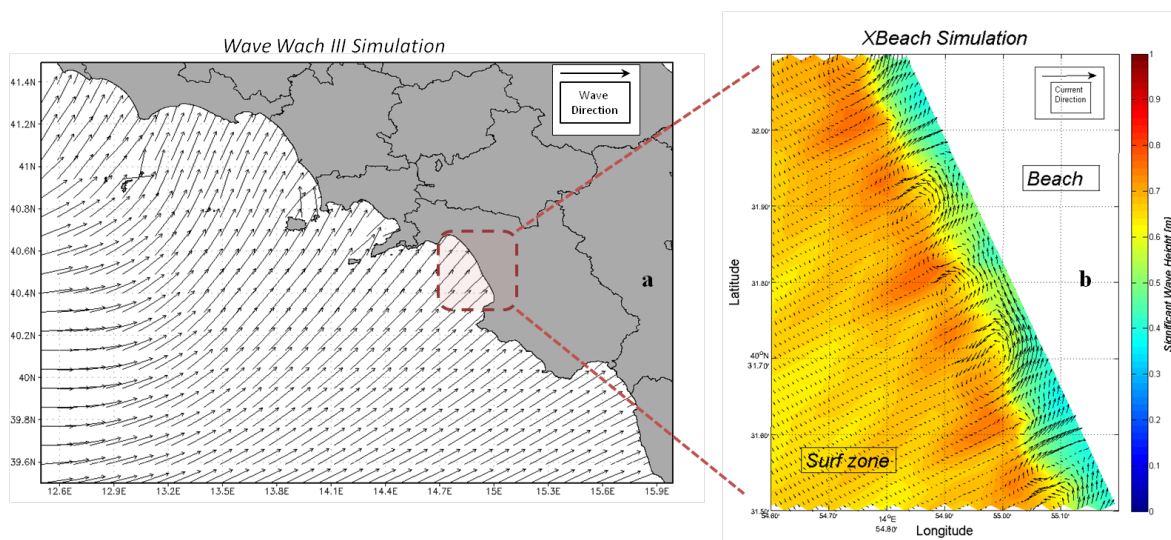 Wave Wach III Simulation
41.4N
41.2N
41N
40.8N
40.6N
40.4N
40.2N
40N
39.8N
39.6N
12.6E 12.9E 13.2E 13.5E 13.8E 14.1E 14.4E 14.7E 15E 15.3E 15.6E 15.9E
Wave
Direction
a
XBeach Simulation
Currrent
Direction
Beach
b
Surf zone
Latitude
32.00'
31.90'
31.80'
40°N
31.70'
31.60'
31.50'
54.60' 54.70' 14°E 54.90' 55.00' 55.10'
54.80'
Longitude
1
0.9
0.8
0.7
0.6
0.5
0.4
0.3
0.2
0.1
0
Significant Wave Height [m]